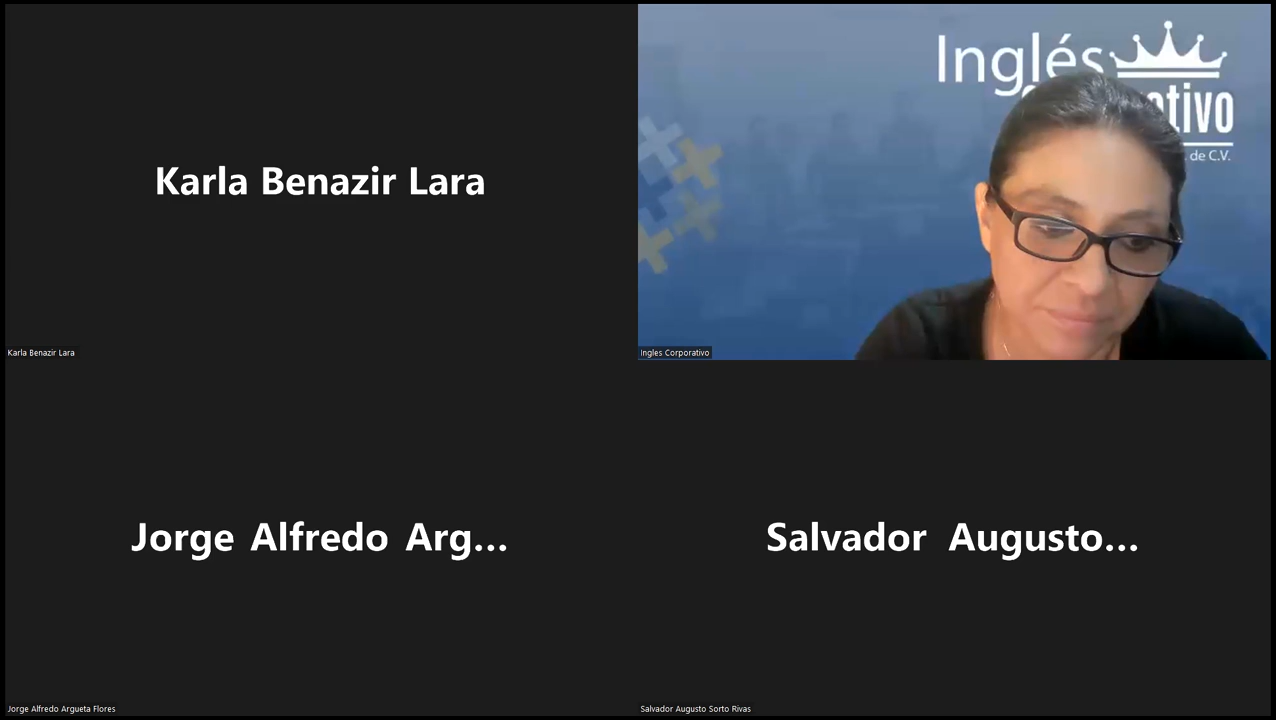 Karla Benazir Lara
Karla Benazir Lara
Inglés
ativo
de C.V.
Ingles Corporativo
Jorge Alfredo Arg...
Jorge Alfredo Argueta Flores
Salvador Augusto...
Salvador Augusto Sorto Rivas